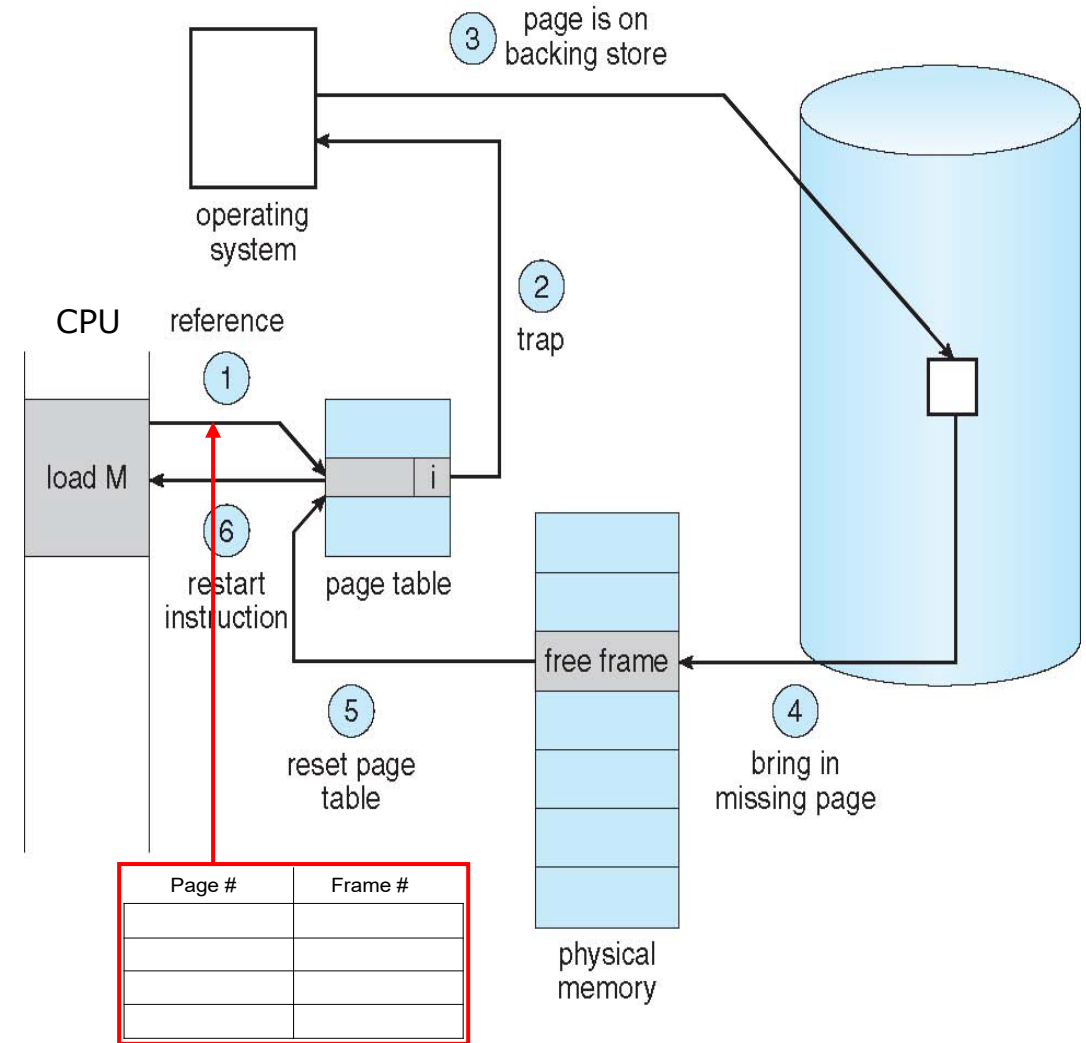 3
page is on
backing store
operating
system
2
trap
CPU
reference
1
load M
i
6
restart
instruction
page table
free frame
5
reset page
table
4
bring in
missing page
Page #
Frame #
physical
memory